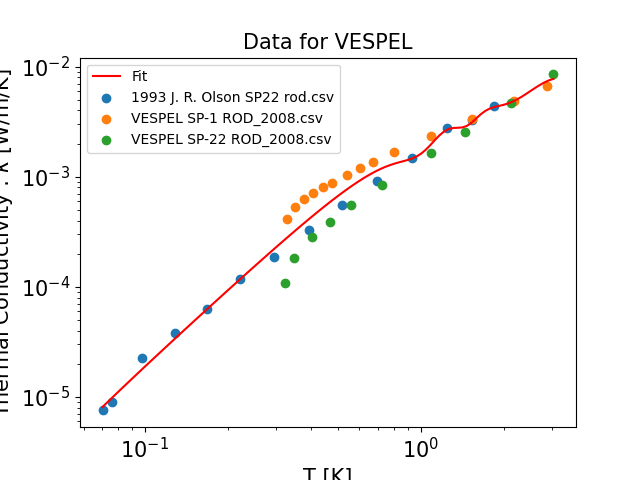 Data for VESPEL
Fit
1993 J. R. Olson SP22 rod.csv
VESPEL SP-1 ROD_2008.csv
VESPEL SP-22 ROD_2008.csv
10⁻²
10⁻³
10⁻⁴
10⁻⁵
10⁻¹
10⁰
Thermal Conductivity : k [W/m/K]
T [K]